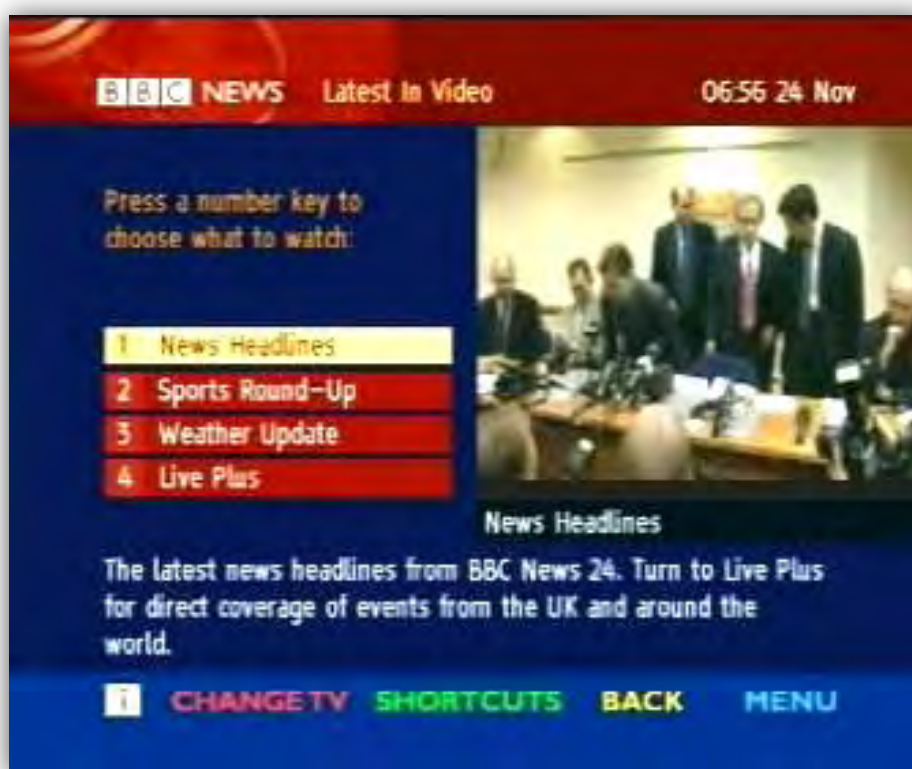 BBC NEWS Latest In Video 06:56 24 Nov
Press a number key to
choose what to watch:
1 News Headlines
2 Sports Round-Up
3 Weather Update
4 Live Plus
News Headlines
The latest news headlines from BBC News 24. Turn to Live Plus
for direct coverage of events from the UK and around the
world.
i CHANGE TV SHORTCUTS BACK MENU